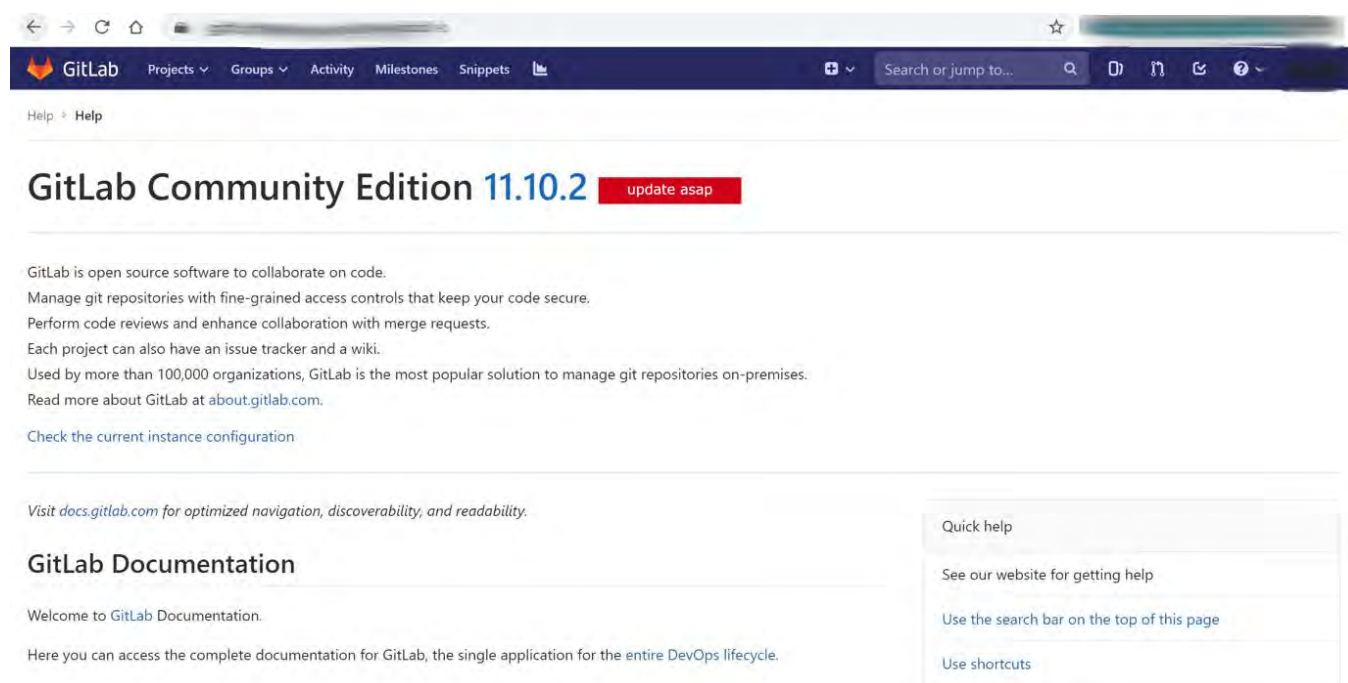 GitLab Projects Groups Activity Milestones Snippets Search or jump to...
Help > Help
GitLab Community Edition 11.10.2 update asap
GitLab is open source software to collaborate on code.
Manage git repositories with fine-grained access controls that keep your code secure.
Perform code reviews and enhance collaboration with merge requests.
Each project can also have an issue tracker and a wiki.
Used by more than 100,000 organizations, GitLab is the most popular solution to manage git repositories on-premises.
Read more about GitLab at about.gitlab.com.
Check the current instance configuration
Visit docs.gitlab.com for optimized navigation, discoverability, and readability.
GitLab Documentation
Welcome to GitLab Documentation.
Here you can access the complete documentation for GitLab, the single application for the entire DevOps lifecycle.
Quick help
See our website for getting help
Use the search bar on the top of this page
Use shortcuts